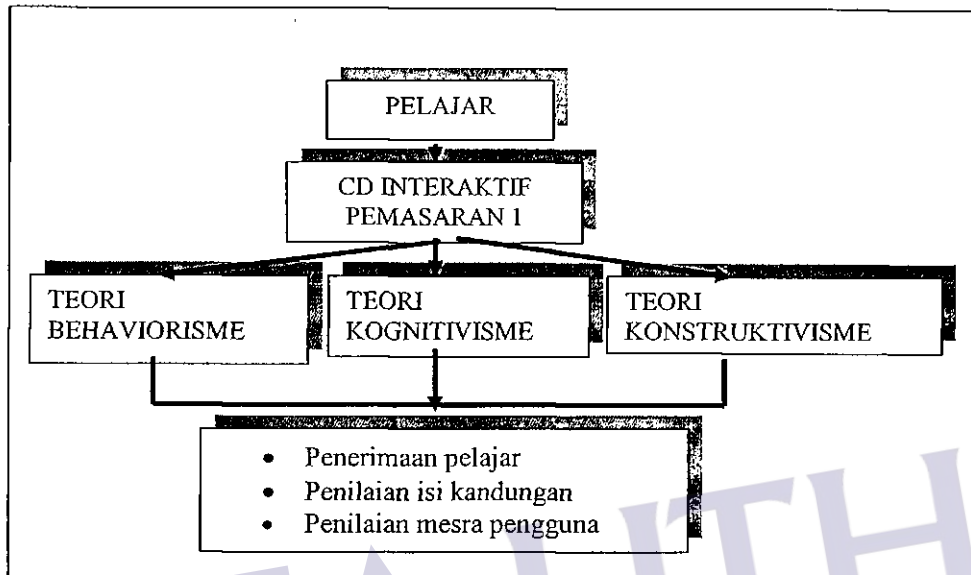 PELAJAR
CD INTERAKTIF
PEMASARAN 1
TEORI
BEHAVIORISME
TEORI
KOGNITIVISME
TEORI
KONSTRUKTIVISME
• Penerimaan pelajar
• Penilaian isi kandungan
• Penilaian mesra pengguna